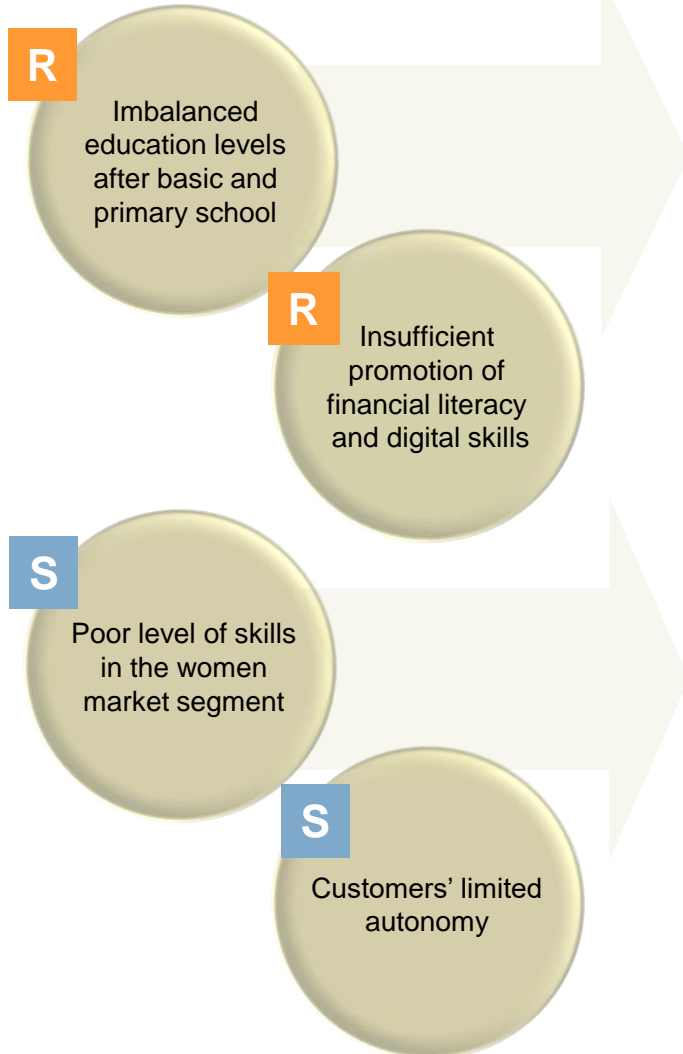 R
Imbalanced
education levels
after basic and
primary school
R
Insufficient
promotion of
financial literacy
and digital skills
S
Poor level of skills
in the women
market segment
S
Customers’ limited
autonomy